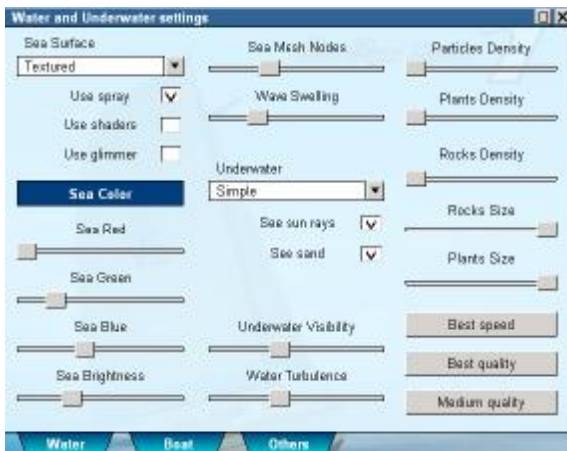 Water and Underwater settings
Sea Surface
Textured
Use spray
Use shaders
Use glimmer
Sea Color
Sea Red
Sea Green
Sea Blue
Sea Brightness
Sea Mesh Nodes
Wave Swelling
Underwater
Simple
See sun rays
See sand
Underwater Visibility
Water Turbulence
Particles Density
Plants Density
Rocks Density
Rocks Size
Plants Size
Best speed
Best quality
Medium quality
Water
Boat
Others